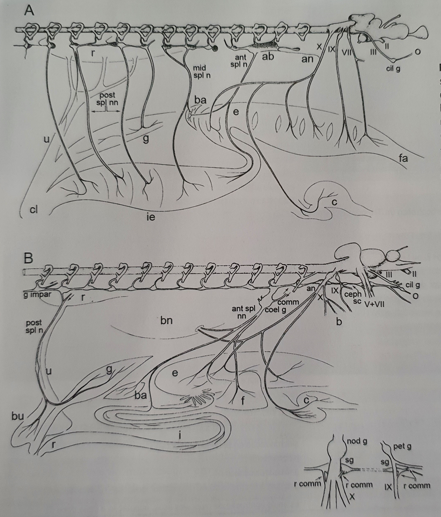 A
r
mid
spl n
ant
spl n
ab
an
X
IX
VII
III
II
O
cil g
post
spl nn
ba
e
u
g
fa
cl
ie
c
B
g impar
r
ant spl
nn
comm
coel g
an
X
IX
ceph
sc
V+VII
III
II
cil g
O
b
post
spl n
bn
u
g
e
ba
f
c
bu
r
i
nod g
sg
r comm
r comm
X
pet g
sg
IX
r comm